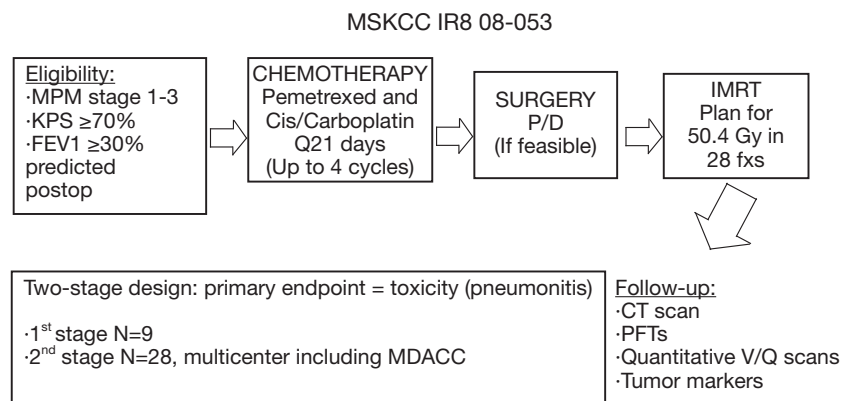 MSKCC IR8 08-053
Eligibility:
·MPM stage 1-3
·KPS ≥70%
·FEV1 ≥30%
predicted
postop
CHEMOTHERAPY
Pemetrexed and
Cis/Carboplatin
Q21 days
(Up to 4 cycles)
SURGERY
P/D
(If feasible)
IMRT
Plan for
50.4 Gy in
28 fxs
Two-stage design: primary endpoint = toxicity (pneumonitis)
·1st stage N=9
·2nd stage N=28, multicenter including MDACC
Follow-up:
·CT scan
·PFTs
·Quantitative V/Q scans
·Tumor markers